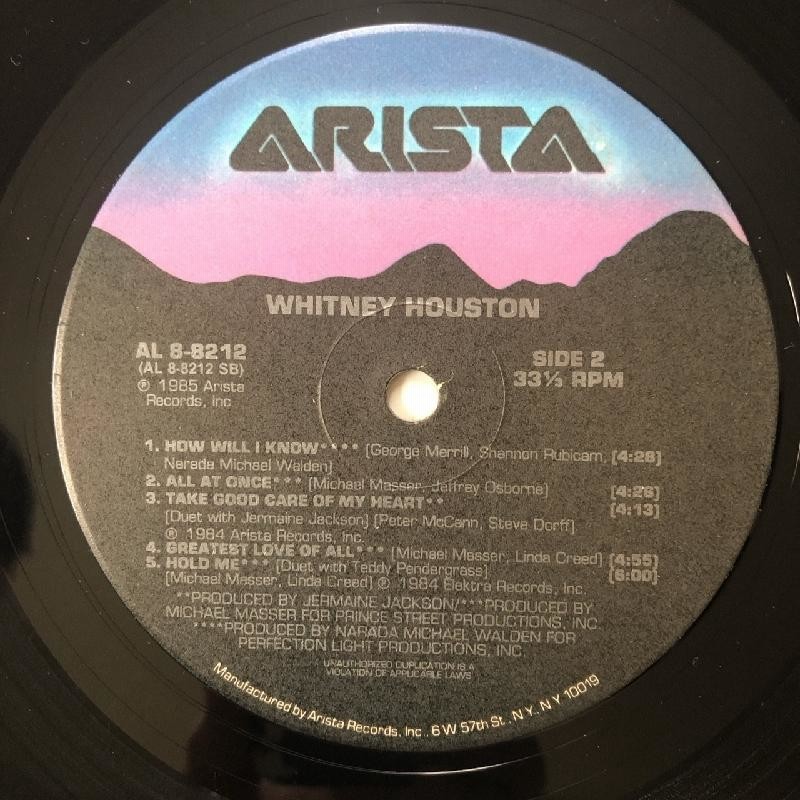 ARISTA
WHITNEY HOUSTON
AL 8-8212
(AL 8-8212 SB)
℗ 1985 Arista
Records, Inc
SIDE 2
33⅓ RPM
1. HOW WILL I KNOW**** [George Merrill, Shannon Rubicam, [4:28]
Narada Michael Walden]
2. ALL AT ONCE*** [Michael Masser, Jeffrey Osborne] [4:26]
3. TAKE GOOD CARE OF MY HEART** [4:13]
[Duet with Jermaine Jackson] [Peter McCann, Steve Dorff]
℗ 1984 Arista Records, Inc.
4. GREATEST LOVE OF ALL*** [Michael Masser, Linda Creed] [4:55]
5. HOLD ME*** [Duet with Teddy Pendergrass] [6:00]
[Michael Masser, Linda Creed] ℗ 1984 Elektra Records, Inc.
**PRODUCED BY JERMAINE JACKSON/***PRODUCED BY
MICHAEL MASSER FOR PRINCE STREET PRODUCTIONS, INC.
****PRODUCED BY NARADA MICHAEL WALDEN FOR
PERFECTION LIGHT PRODUCTIONS, INC.
UNAUTHORIZED DUPLICATION IS A
VIOLATION OF APPLICABLE LAWS
Manufactured by Arista Records, Inc., 6 W 57th St., N.Y. N.Y 10019